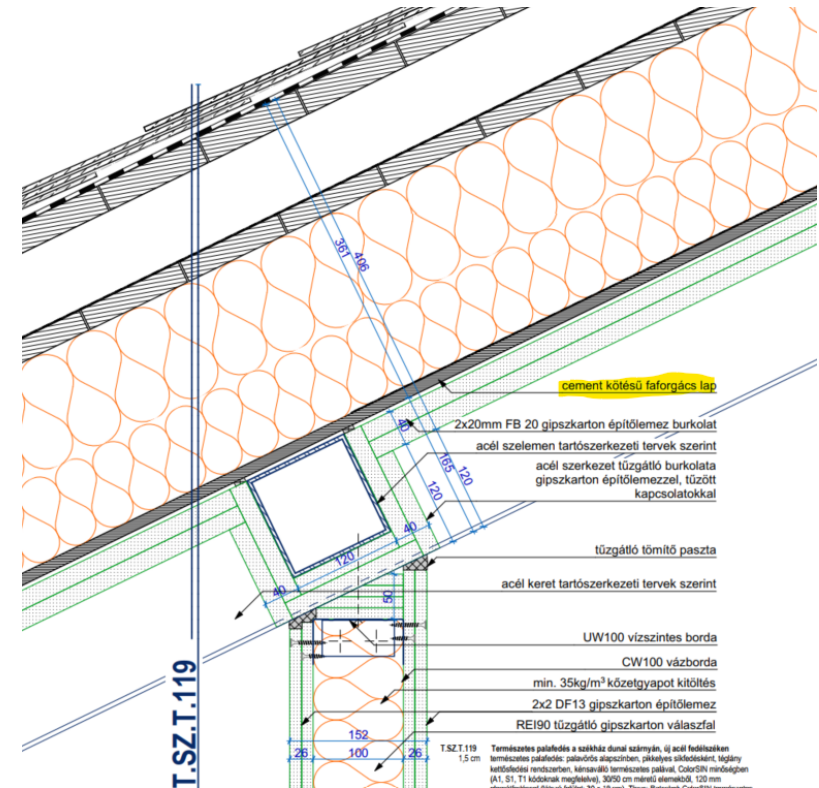 361
406
cement kötésű faforgács lap
2x20mm FB 20 gipszkarton építőlemez burkolat
acél szelemen tartószerkezeti tervek szerint
acél szerkezet tűzgátló burkolata
gipszkarton építőlemezzel, tűzött
kapcsolatokkal
40
165
120
120
40
120
40
tűzgátló tömítő paszta
50
acél keret tartószerkezeti tervek szerint
UW100 vízszintes borda
CW100 vázborda
min. 35kg/m³ kőzetgyapot kitöltés
2x2 DF13 gipszkarton építőlemez
REI90 tűzgátló gipszkarton válaszfal
152
26
100
26
T.SZ.T.119
T.SZ.T.119 Természetes palafedés a székház dunai szárnyán, új acél fedélszéken
1,5 cm természetes palafedés: palavörös alapszínben, pikkelyes síkfedésként, téglány
kettősfedési rendszerben, kénsaválló természetes palával, ColorSIN minőségben
(A1, S1, T1 kódoknak megfelelve), 30/50 cm méretű elemekből, 120 mm